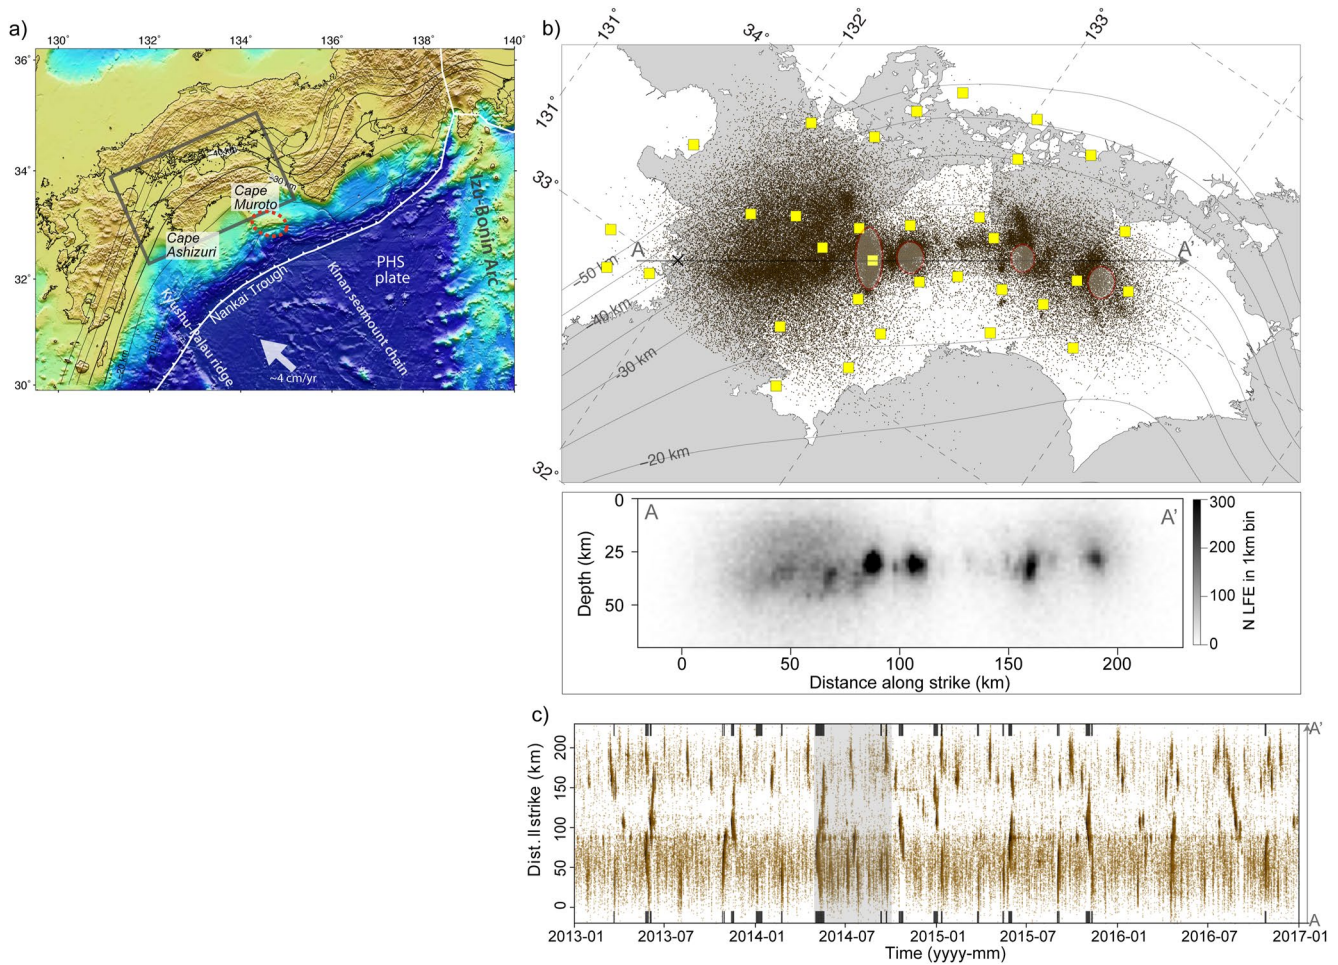 a)
130°
132°
134°
136°
138°
140°
36°
34°
32°
30°
−40 km
−30 km
Cape
Muroto
Cape
Ashizuri
Nankai Trough
Kyushu-Palau ridge
Kinan seamount chain
PHS
plate
~4 cm/yr
Izu-Bonin Arc
b)
131°
34°
132°
133°
131°
33°
32°
A
A'
−50 km
−40 km
−30 km
−20 km
A
A'
0
25
50
Depth (km)
0
50
100
150
200
Distance along strike (km)
300
200
100
0
N LFE in 1km bin
c)
A'
200
150
100
50
0
Dist. II strike (km)
A
2013-01
2013-07
2014-01
2014-07
2015-01
2015-07
2016-01
2016-07
2017-01
Time (yyyy-mm)